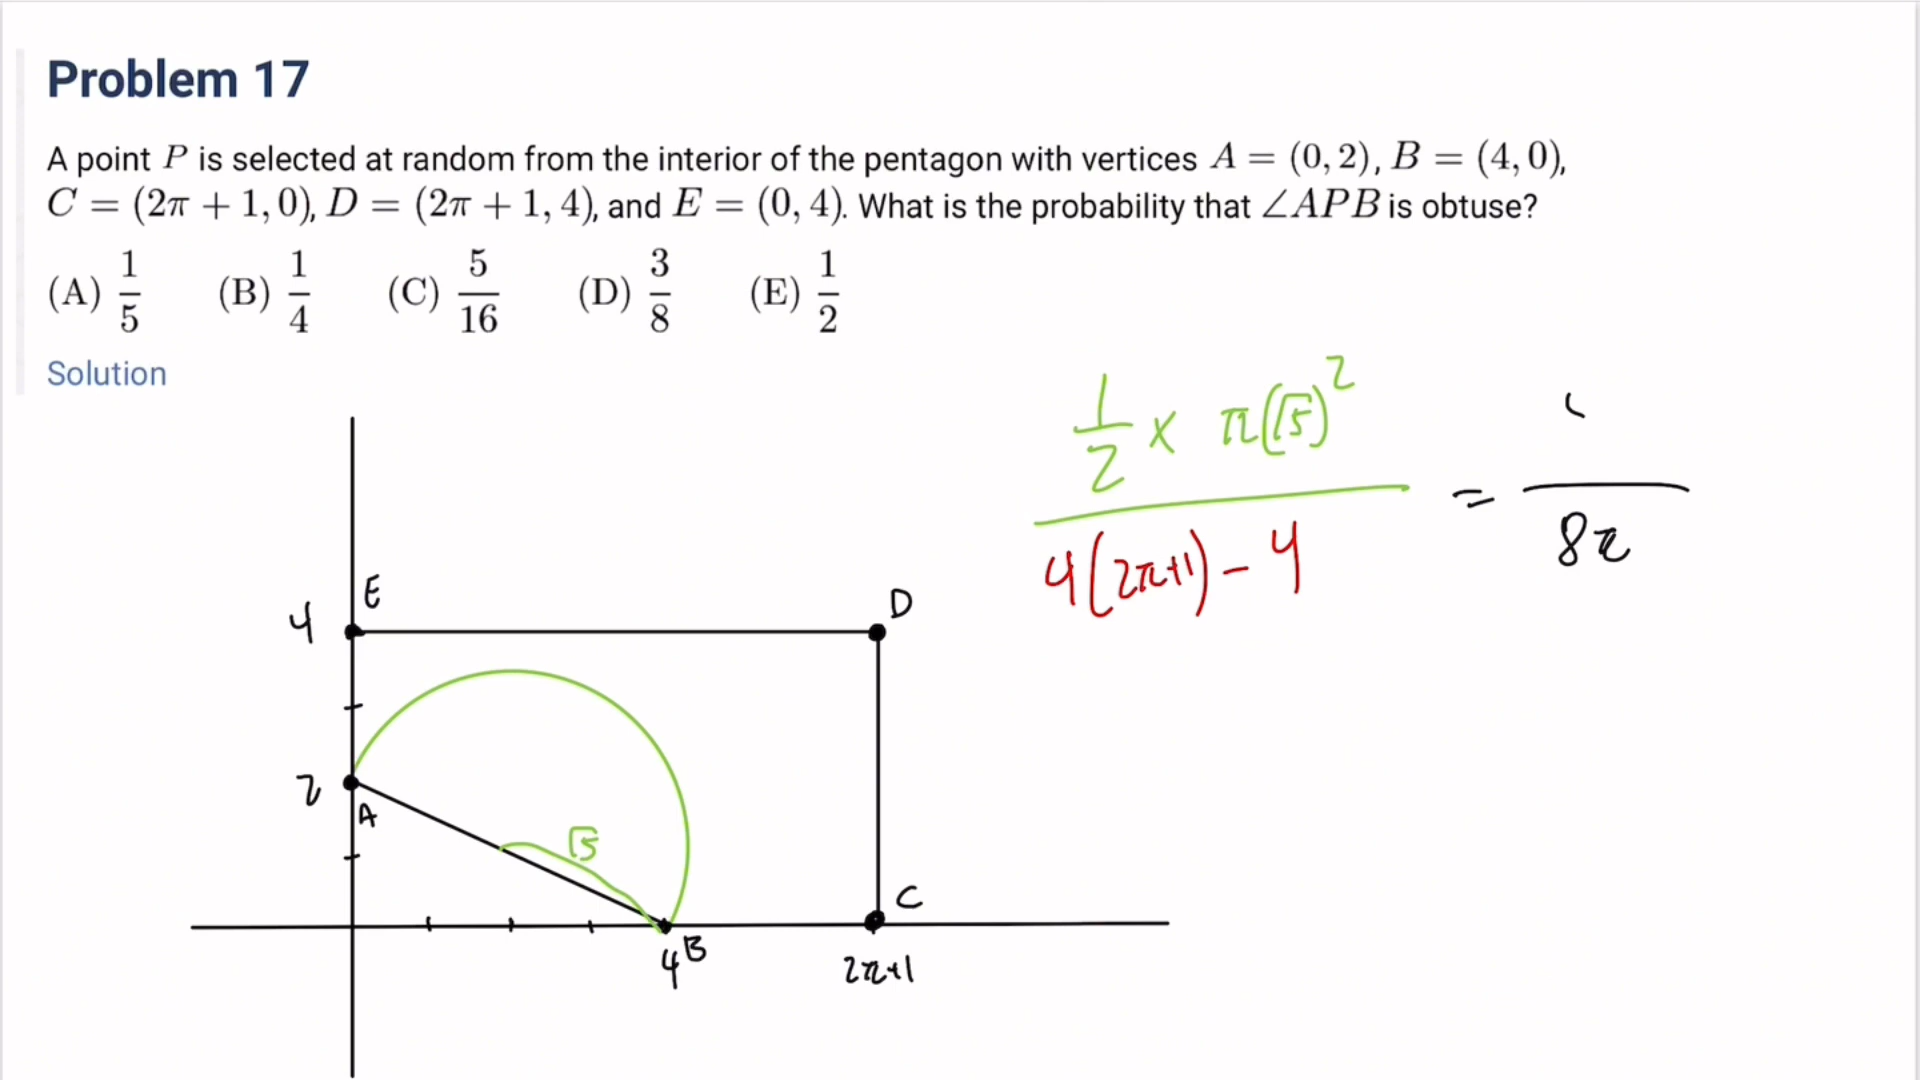 Problem 17
A point P is selected at random from the interior of the pentagon with vertices A = (0, 2), B = (4, 0),
C = (2π + 1, 0), D = (2π + 1, 4), and E = (0, 4). What is the probability that ∠APB is obtuse?
(A) 1/5 (B) 1/4 (C) 5/16 (D) 3/8 (E) 1/2
Solution
1/2 × π(√5)²
4(2π+1) - 4
=
8π
E
4
D
2
A
√5
C
4
B
2π+1